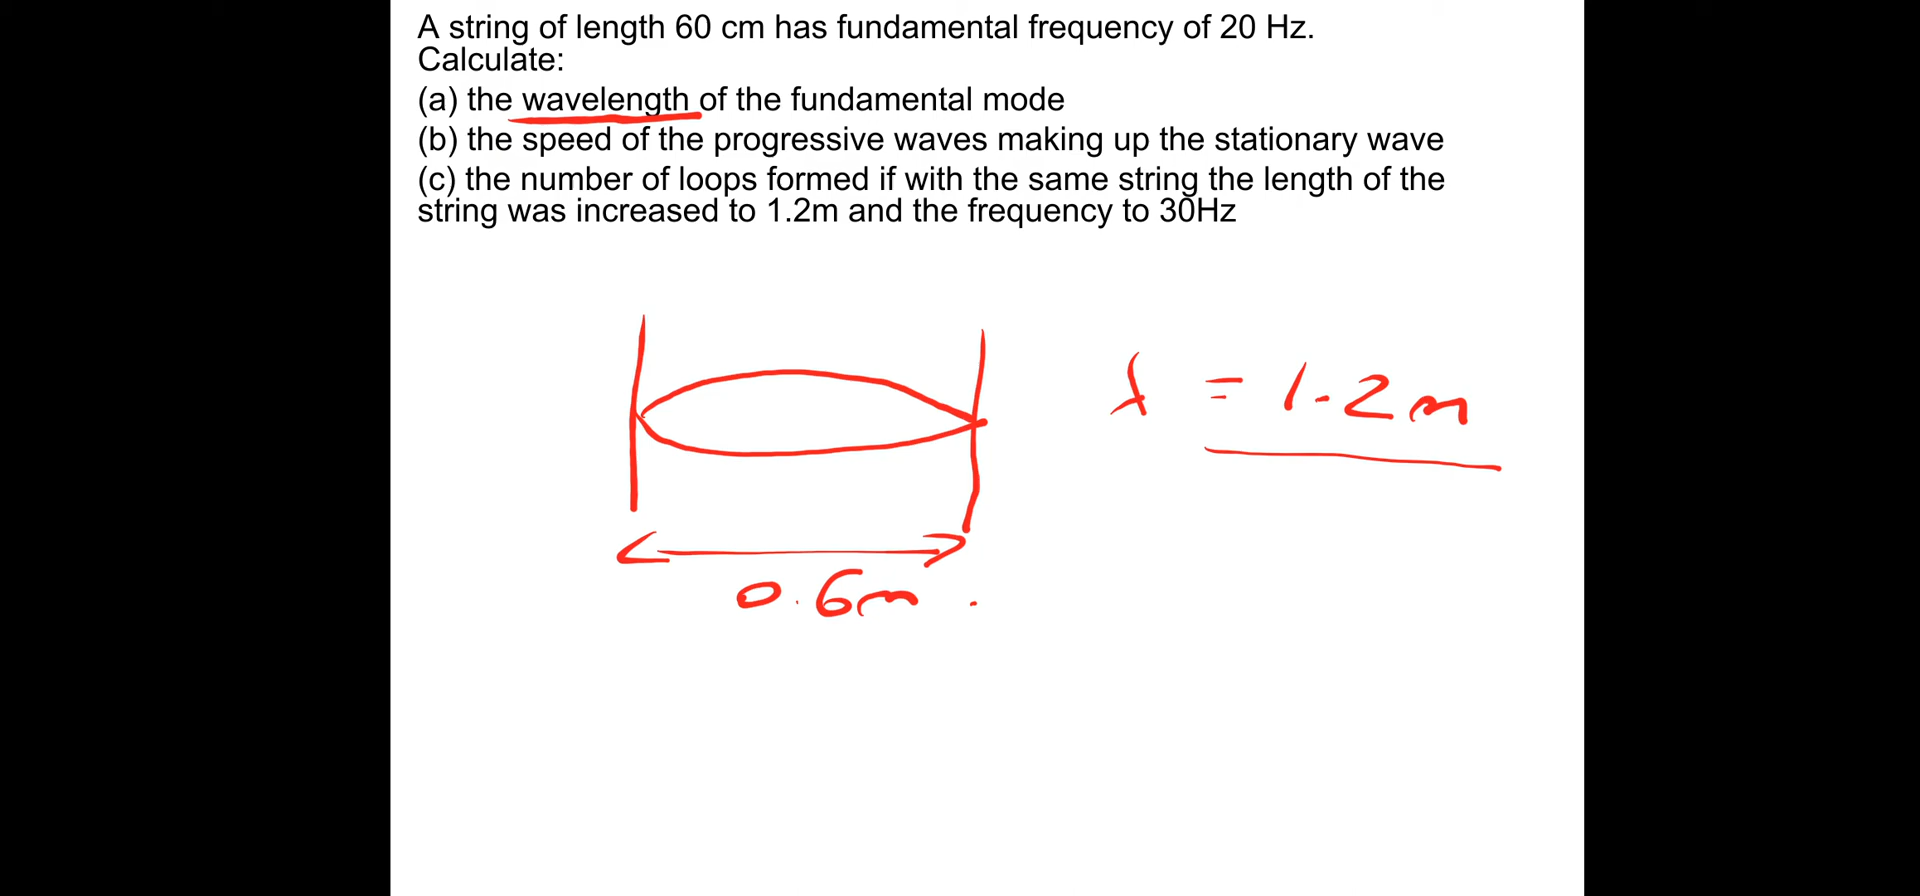 A string of length 60 cm has fundamental frequency of 20 Hz.
Calculate:
(a) the wavelength of the fundamental mode
(b) the speed of the progressive waves making up the stationary wave
(c) the number of loops formed if with the same string the length of the
string was increased to 1.2m and the frequency to 30Hz
λ = 1.2m
0.6m.